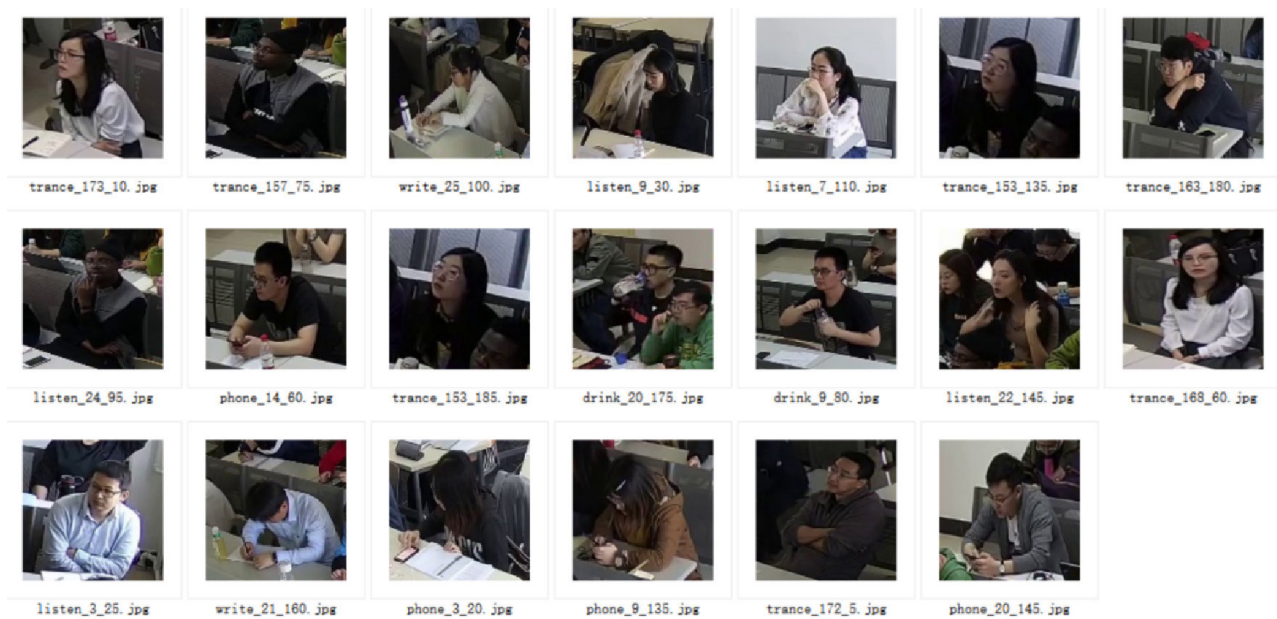 trance_173_10.jpg
trance_157_75.jpg
write_25_100.jpg
listen_9_30.jpg
listen_7_110.jpg
trance_153_135.jpg
trance_163_180.jpg
listen_24_95.jpg
phone_14_60.jpg
trance_153_185.jpg
drink_20_175.jpg
drink_9_80.jpg
listen_22_145.jpg
trance_168_60.jpg
listen_3_25.jpg
write_21_160.jpg
phone_3_20.jpg
phone_9_135.jpg
trance_172_5.jpg
phone_20_145.jpg